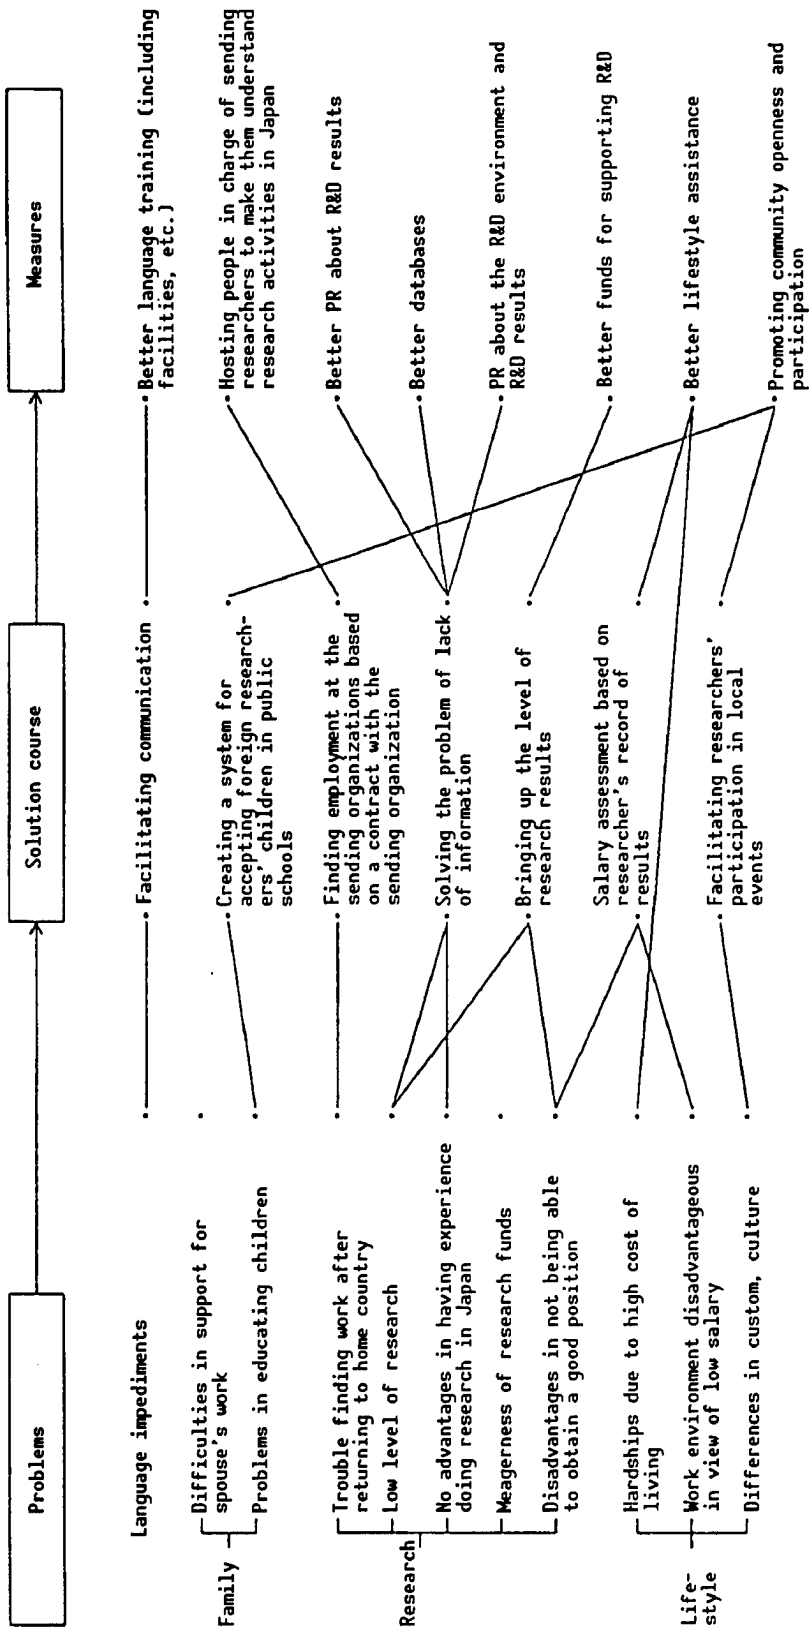 Problems
Solution course
Measures
Language impediments
Family
Difficulties in support for
spouse's work
Problems in educating children
Research
Trouble finding work after
returning to home country
Low level of research
No advantages in having experience
doing research in Japan
Meagerness of research funds
Disadvantages in not being able
to obtain a good position
Life-
style
Hardships due to high cost of
living
Work environment disadvantageous
in view of low salary
Differences in custom, culture
Facilitating communication
Creating a system for
accepting foreign research-
ers' children in public
schools
Finding employment at the
sending organizations based
on a contract with the
sending organization
Solving the problem of lack
of information
Bringing up the level of
research results
Salary assessment based on
researcher's record of
results
Facilitating researchers'
participation in local
events
Better language training (including
facilities, etc.)
Hosting people in charge of sending
researchers to make them understand
research activities in Japan
Better PR about R&D results
Better databases
PR about the R&D environment and
R&D results
Better funds for supporting R&D
Better lifestyle assistance
Promoting community openness and
participation